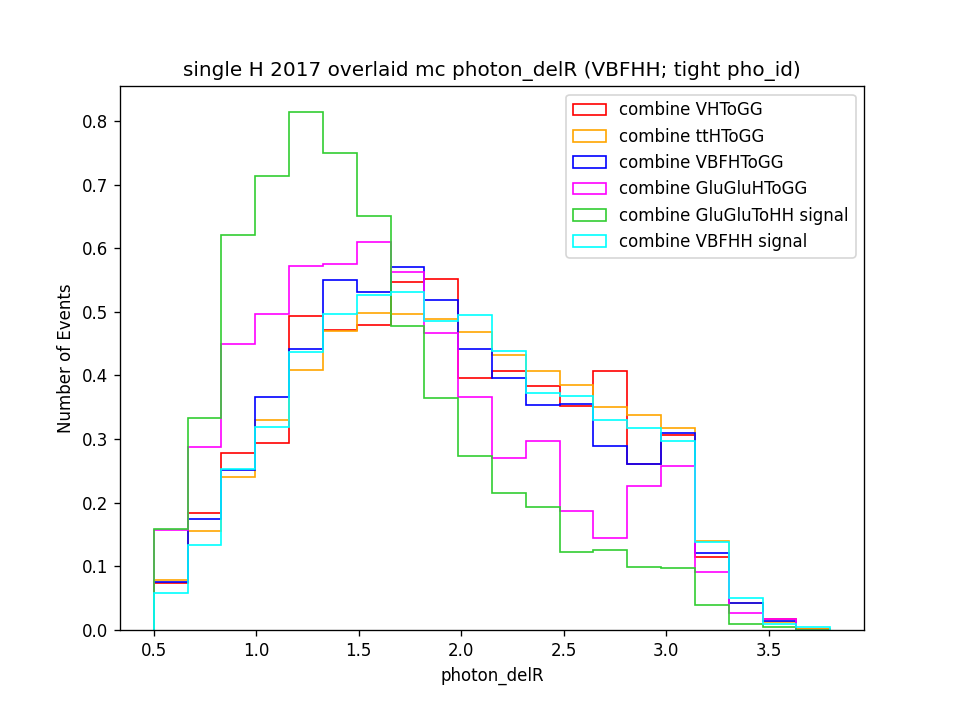 single H 2017 overlaid mc photon_delR (VBFHH; tight pho_id)
combine VHToGG
combine ttHToGG
combine VBFHToGG
combine GluGluHToGG
combine GluGluToHH signal
combine VBFHH signal
Number of Events
0.8
0.7
0.6
0.5
0.4
0.3
0.2
0.1
0.0
0.5 1.0 1.5 2.0 2.5 3.0 3.5
photon_delR